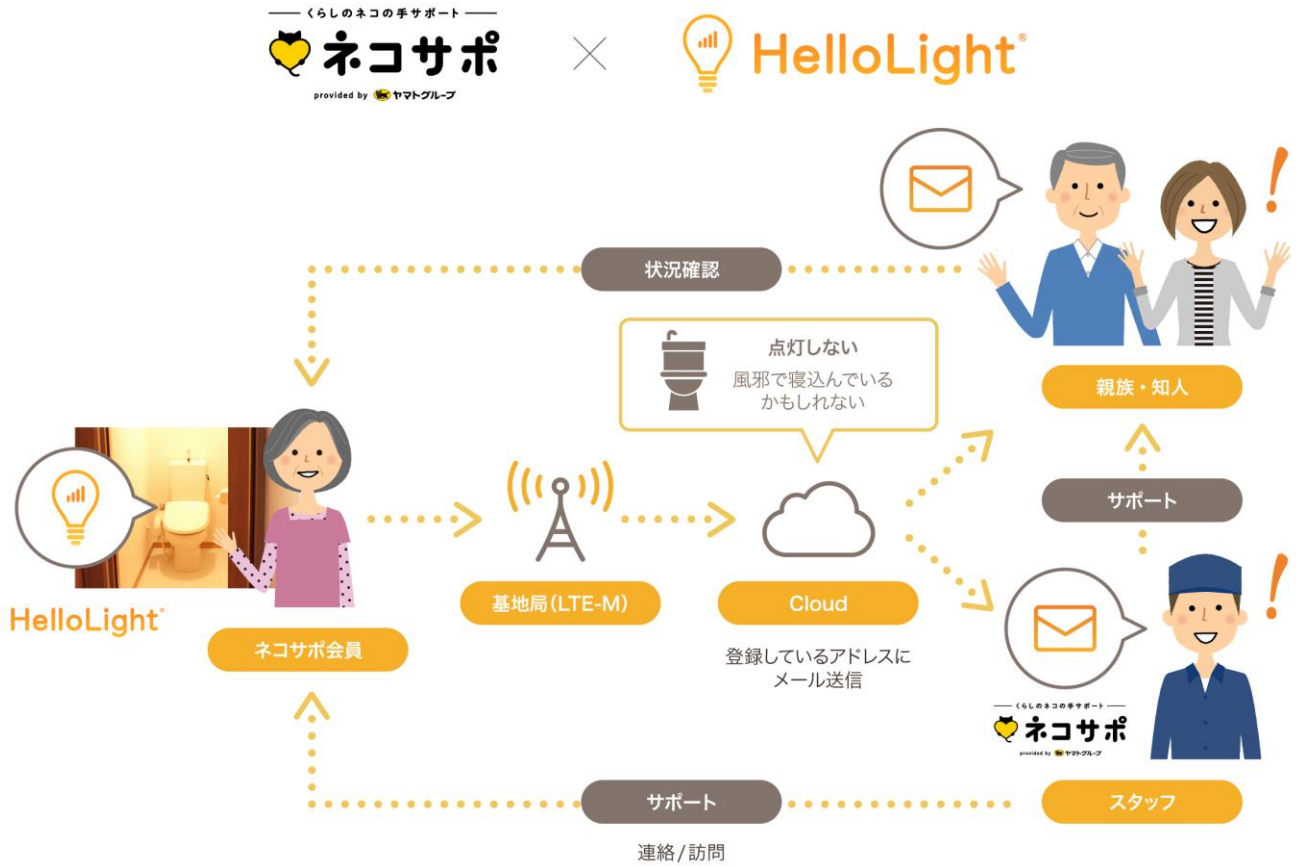 くらしのネコの手サポート
ネコサポ
provided by ヤマトグループ
×
HelloLight®
状況確認
点灯しない
風邪で寝込んでいる
かもしれない
親族・知人
サポート
HelloLight®
ネコサポ会員
基地局(LTE-M)
Cloud
登録しているアドレスに
メール送信
くらしのネコの手サポート
ネコサポ
provided by ヤマトグループ
スタッフ
サポート
連絡/訪問